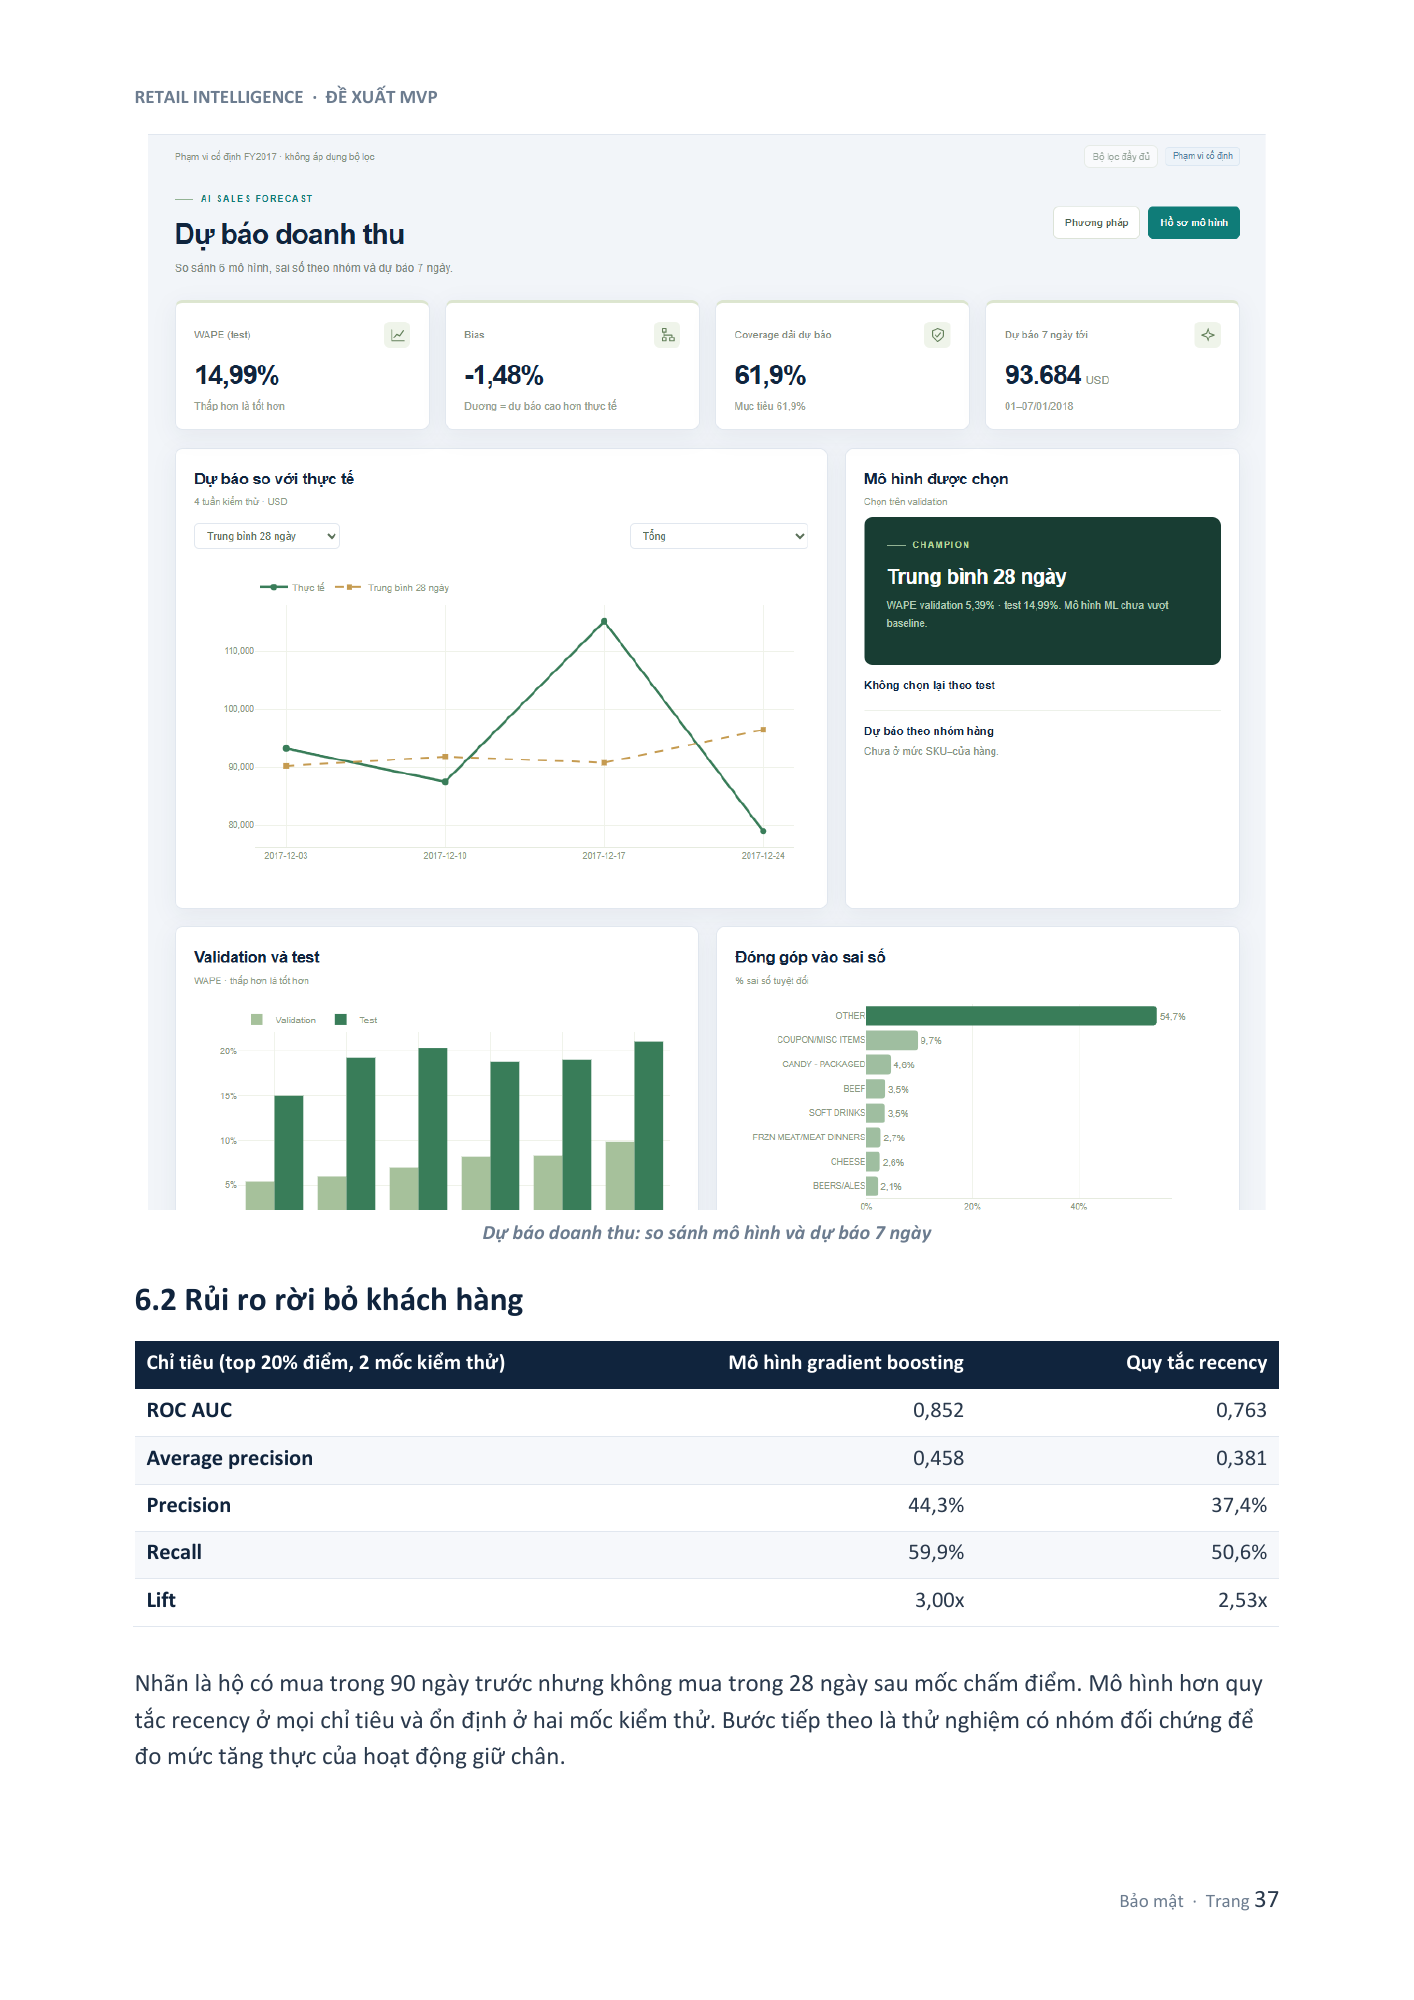 RETAIL INTELLIGENCE · ĐỀ XUẤT MVP
Phạm vi cố định FY2017 · không áp dụng bộ lọc
Bộ lọc đầy đủ
Phạm vi cố định
AI SALES FORECAST
Dự báo doanh thu
Phương pháp
Hồ sơ mô hình
So sánh 6 mô hình, sai số theo nhóm và dự báo 7 ngày.
WAPE (test)
14,99%
Thấp hơn là tốt hơn
Bias
-1,48%
Dương = dự báo cao hơn thực tế
Coverage dải dự báo
61,9%
Mục tiêu 61,9%
Dự báo 7 ngày tới
93.684 USD
01–07/01/2018
Dự báo so với thực tế
4 tuần kiểm thử · USD
Trung bình 28 ngày
Tổng
Thực tế
Trung bình 28 ngày
110,000
100,000
90,000
80,000
2017-12-03
2017-12-10
2017-12-17
2017-12-24
Mô hình được chọn
Chọn trên validation
CHAMPION
Trung bình 28 ngày
WAPE validation 5,39% · test 14,99%. Mô hình ML chưa vượt
baseline.
Không chọn lại theo test
Dự báo theo nhóm hàng
Chưa ở mức SKU–cửa hàng.
Validation và test
WAPE · thấp hơn là tốt hơn
Validation
Test
20%
15%
10%
5%
Đóng góp vào sai số
% sai số tuyệt đối
OTHER 54,7%
COUPON/MISC ITEMS 9,7%
CANDY - PACKAGED 4,6%
BEEF 3,5%
SOFT DRINKS 3,5%
FRZN MEAT/MEAT DINNERS 2,7%
CHEESE 2,6%
BEERS/ALES 2,1%
0% 20% 40%
Dự báo doanh thu: so sánh mô hình và dự báo 7 ngày
6.2 Rủi ro rời bỏ khách hàng
Chỉ tiêu (top 20% điểm, 2 mốc kiểm thử) Mô hình gradient boosting Quy tắc recency
ROC AUC 0,852 0,763
Average precision 0,458 0,381
Precision 44,3% 37,4%
Recall 59,9% 50,6%
Lift 3,00x 2,53x
Nhãn là hộ có mua trong 90 ngày trước nhưng không mua trong 28 ngày sau mốc chấm điểm. Mô hình hơn quy
tắc recency ở mọi chỉ tiêu và ổn định ở hai mốc kiểm thử. Bước tiếp theo là thử nghiệm có nhóm đối chứng để
đo mức tăng thực của hoạt động giữ chân.
Bảo mật · Trang 37